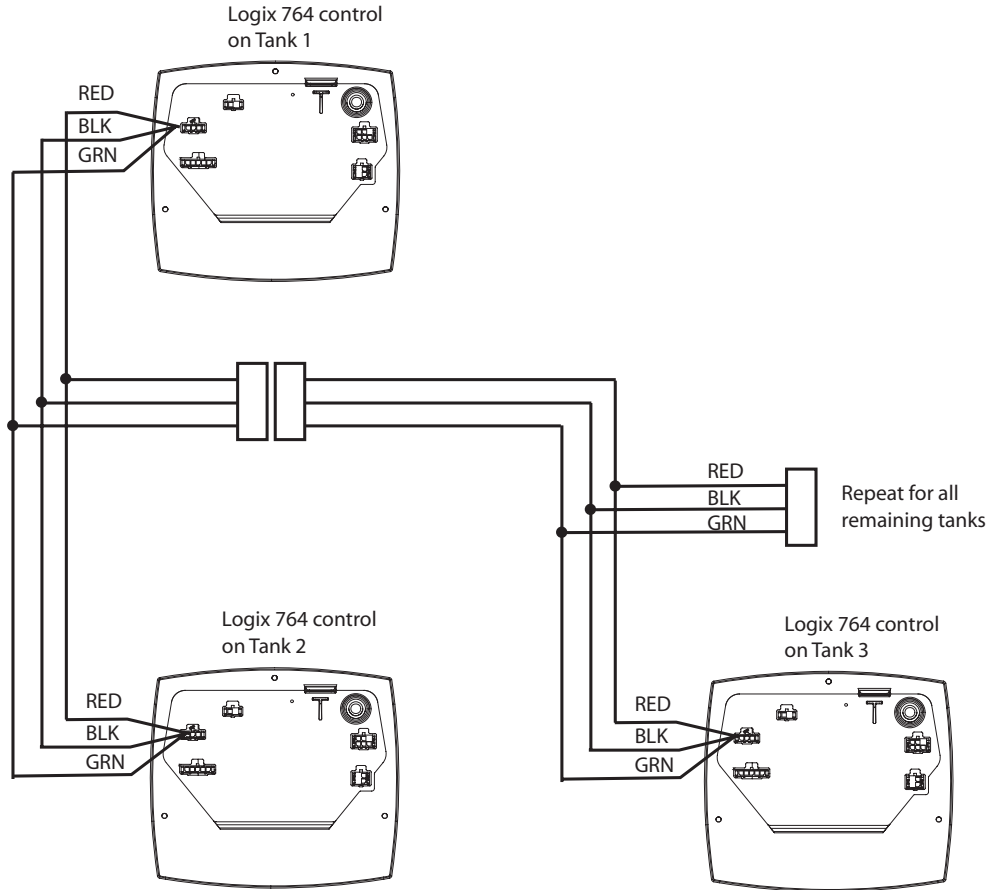 Logix 764 control
on Tank 1
RED
BLK
GRN
RED
BLK
GRN
Repeat for all
remaining tanks
Logix 764 control
on Tank 2
RED
BLK
GRN
Logix 764 control
on Tank 3
RED
BLK
GRN